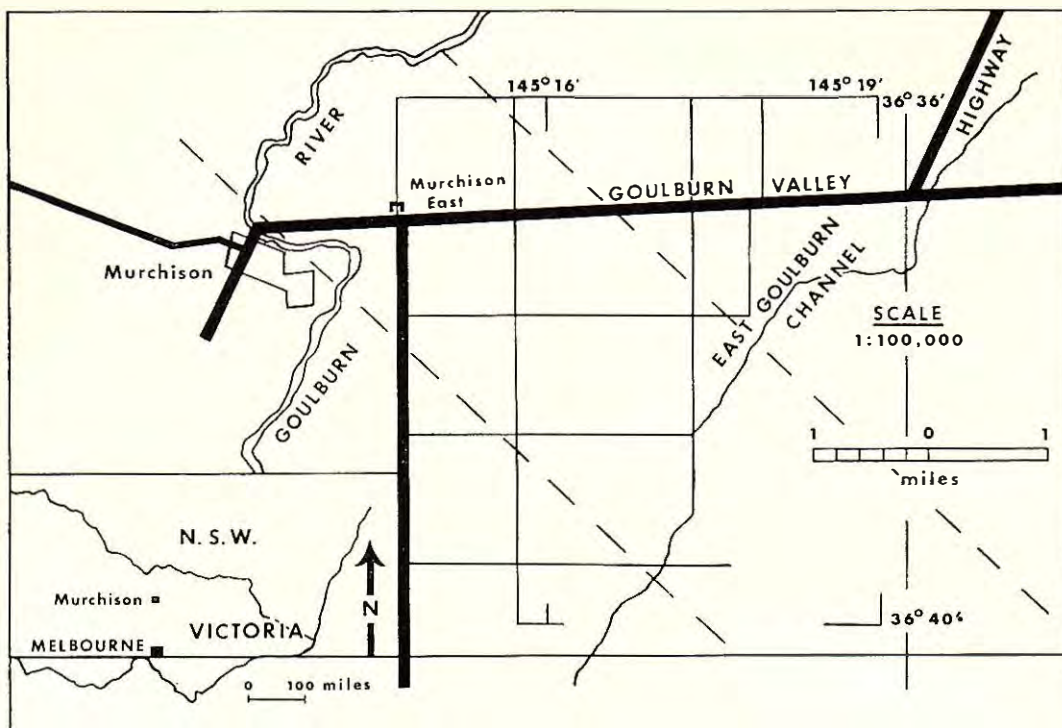 145° 16'
145° 19'
36° 36'
HIGHWAY
RIVER
Murchison
East
GOULBURN VALLEY
Murchison
EAST GOULBURN
CHANNEL
SCALE
1:100,000
GOULBURN
1 0 1
miles
N. S. W.
Murchison
N
36° 40'
VICTORIA
MELBOURNE
0 100 miles